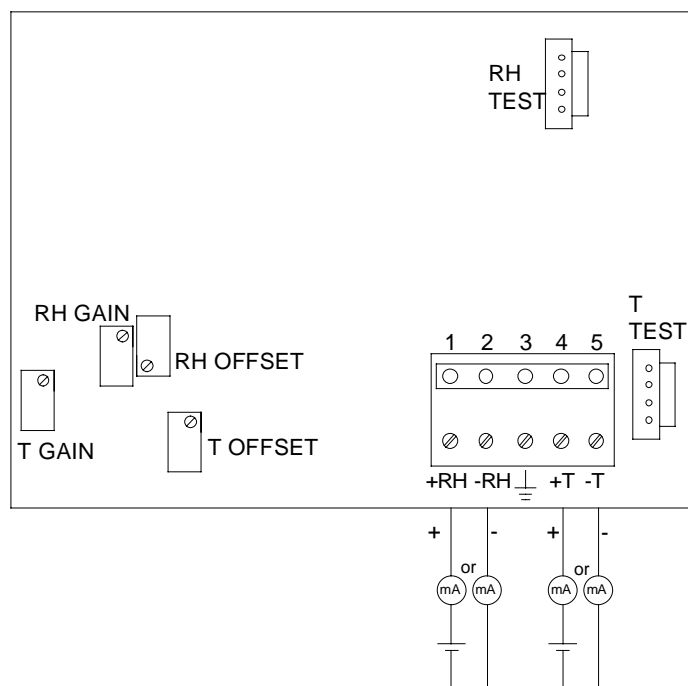 RH
TEST
RH GAIN
RH OFFSET
T GAIN
T OFFSET
T
TEST
1 2 3 4 5
+RH -RH +T -T
+ - + -
or or
mA mA mA mA